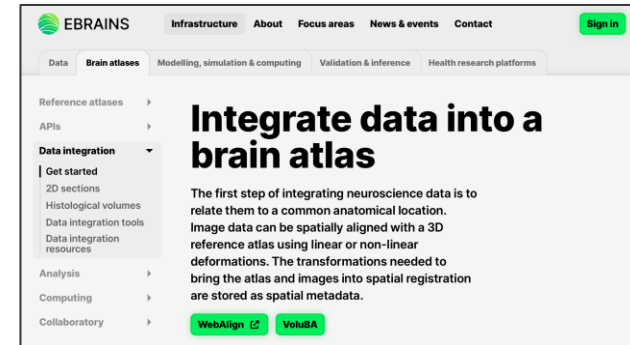 EBRAINS
Infrastructure About Focus areas News & events Contact
Sign in
Data Brain atlases Modelling, simulation & computing Validation & inference Health research platforms
Reference atlases
APIs
Data integration
Get started
2D sections
Histological volumes
Data integration tools
Data integration
resources
Analysis
Computing
Collaboratory
Integrate data into a
brain atlas
The first step of integrating neuroscience data is to
relate them to a common anatomical location.
Image data can be spatially aligned with a 3D
reference atlas using linear or non-linear
deformations. The transformations needed to
bring the atlas and images into spatial registration
are stored as spatial metadata.
WebAlign VoluBA